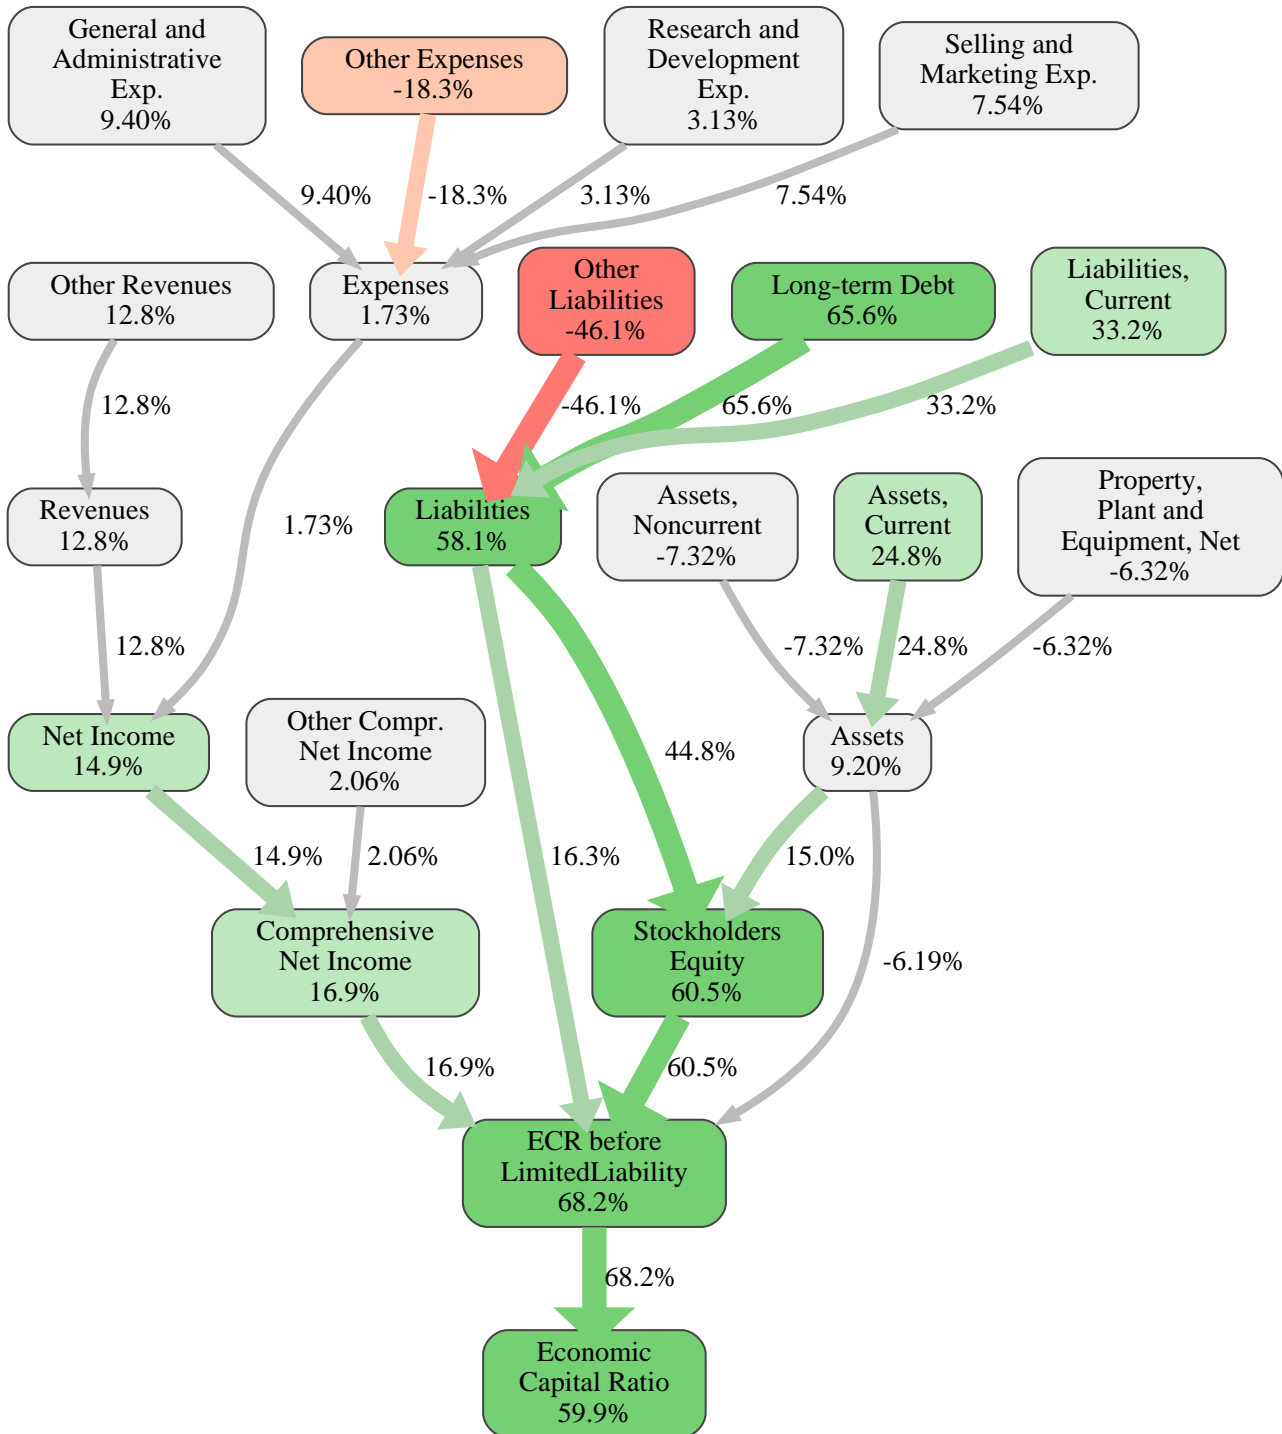 General and
Administrative
Exp.
9.40%
Other Expenses
-18.3%
Research and
Development
Exp.
3.13%
Selling and
Marketing Exp.
7.54%
9.40%
-18.3%
3.13%
7.54%
Other Revenues
12.8%
Expenses
1.73%
Other
Liabilities
-46.1%
Long-term Debt
65.6%
Liabilities,
Current
33.2%
12.8%
-46.1%
65.6%
33.2%
Revenues
12.8%
1.73%
Liabilities
58.1%
Assets,
Noncurrent
-7.32%
Assets,
Current
24.8%
Property,
Plant and
Equipment, Net
-6.32%
12.8%
-7.32%
24.8%
-6.32%
Net Income
14.9%
Other Compr.
Net Income
2.06%
44.8%
Assets
9.20%
14.9%
2.06%
16.3%
15.0%
Comprehensive
Net Income
16.9%
Stockholders
Equity
60.5%
-6.19%
16.9%
60.5%
ECR before
LimitedLiability
68.2%
68.2%
Economic
Capital Ratio
59.9%